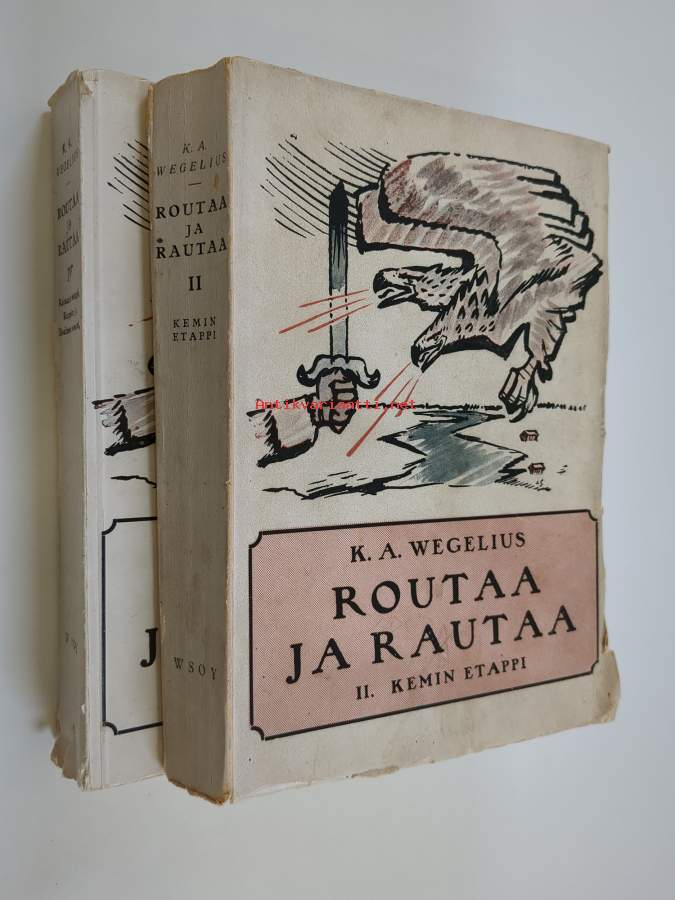 K. A.
WEGELIUS
ROUTAA
JA
RAUTAA
K. A.
WEGELIUS
ROUTAA
JA
RAUTAA
II
KEMIN
ETAPPI
WSOY
Antikvariaatti.net
K. A. WEGELIUS
ROUTAA
JA RAUTAA
II. KEMIN ETAPPI
J